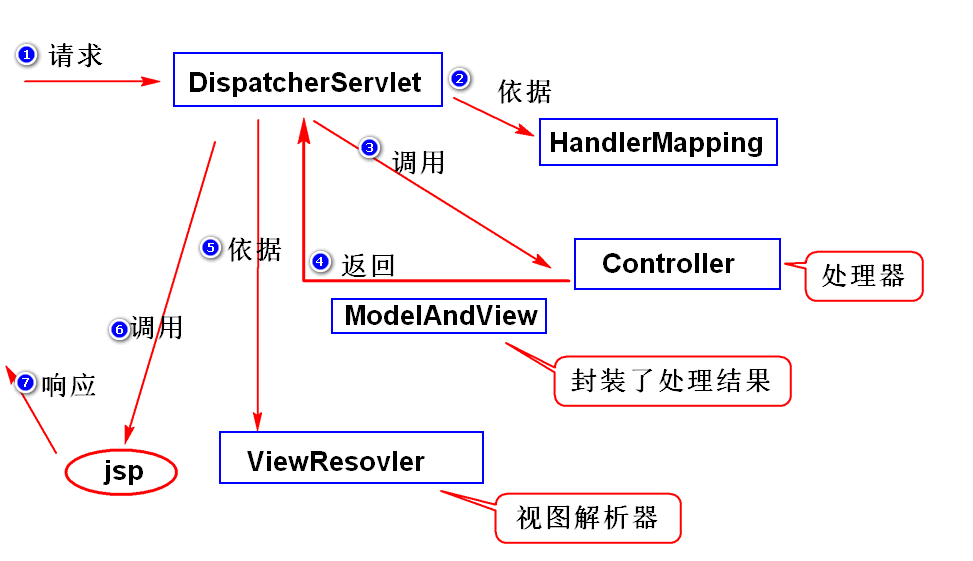 1 请求
DispatcherServlet
2 依据
HandlerMapping
3 调用
5 依据
4 返回
Controller
处理器
ModelAndView
6 调用
7 响应
封装了处理结果
jsp
ViewResovler
视图解析器